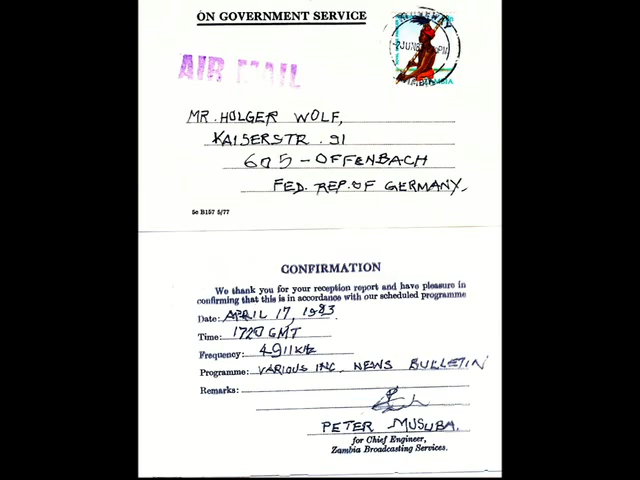 ON GOVERNMENT SERVICE
AIR MAIL
MR. HOLGER WOLF,
KAISERSTR. 91
605 - OFFENBACH
FED. REP. OF GERMANY.
5c B157 5/77
CONFIRMATION
We thank you for your reception report and have pleasure in
confirming that this is in accordance with our scheduled programme
Date: APRIL 17, 1983.
Time: 1720 GMT
Frequency: 4911 kHz
Programme: VARIOUS INC. NEWS BULLETIN
Remarks:
PETER MUSUBA.
for Chief Engineer,
Zambia Broadcasting Services.